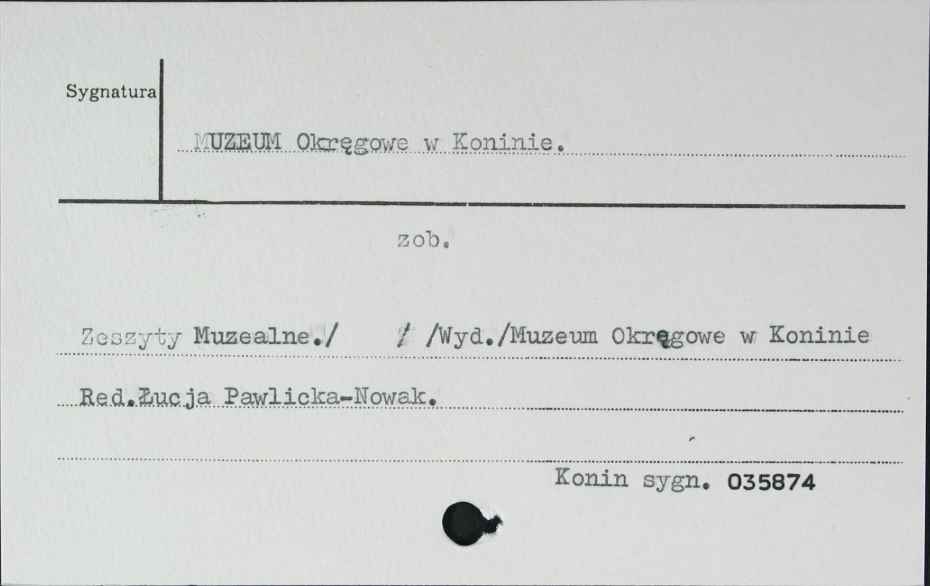 Sygnatura
MUZEUM Okręgowe w Koninie.
zob.
Zeszyty Muzealne./ / /Wyd./Muzeum Okręgowe w Koninie
Red.Łucja Pawlicka-Nowak.
Konin sygn. 035874